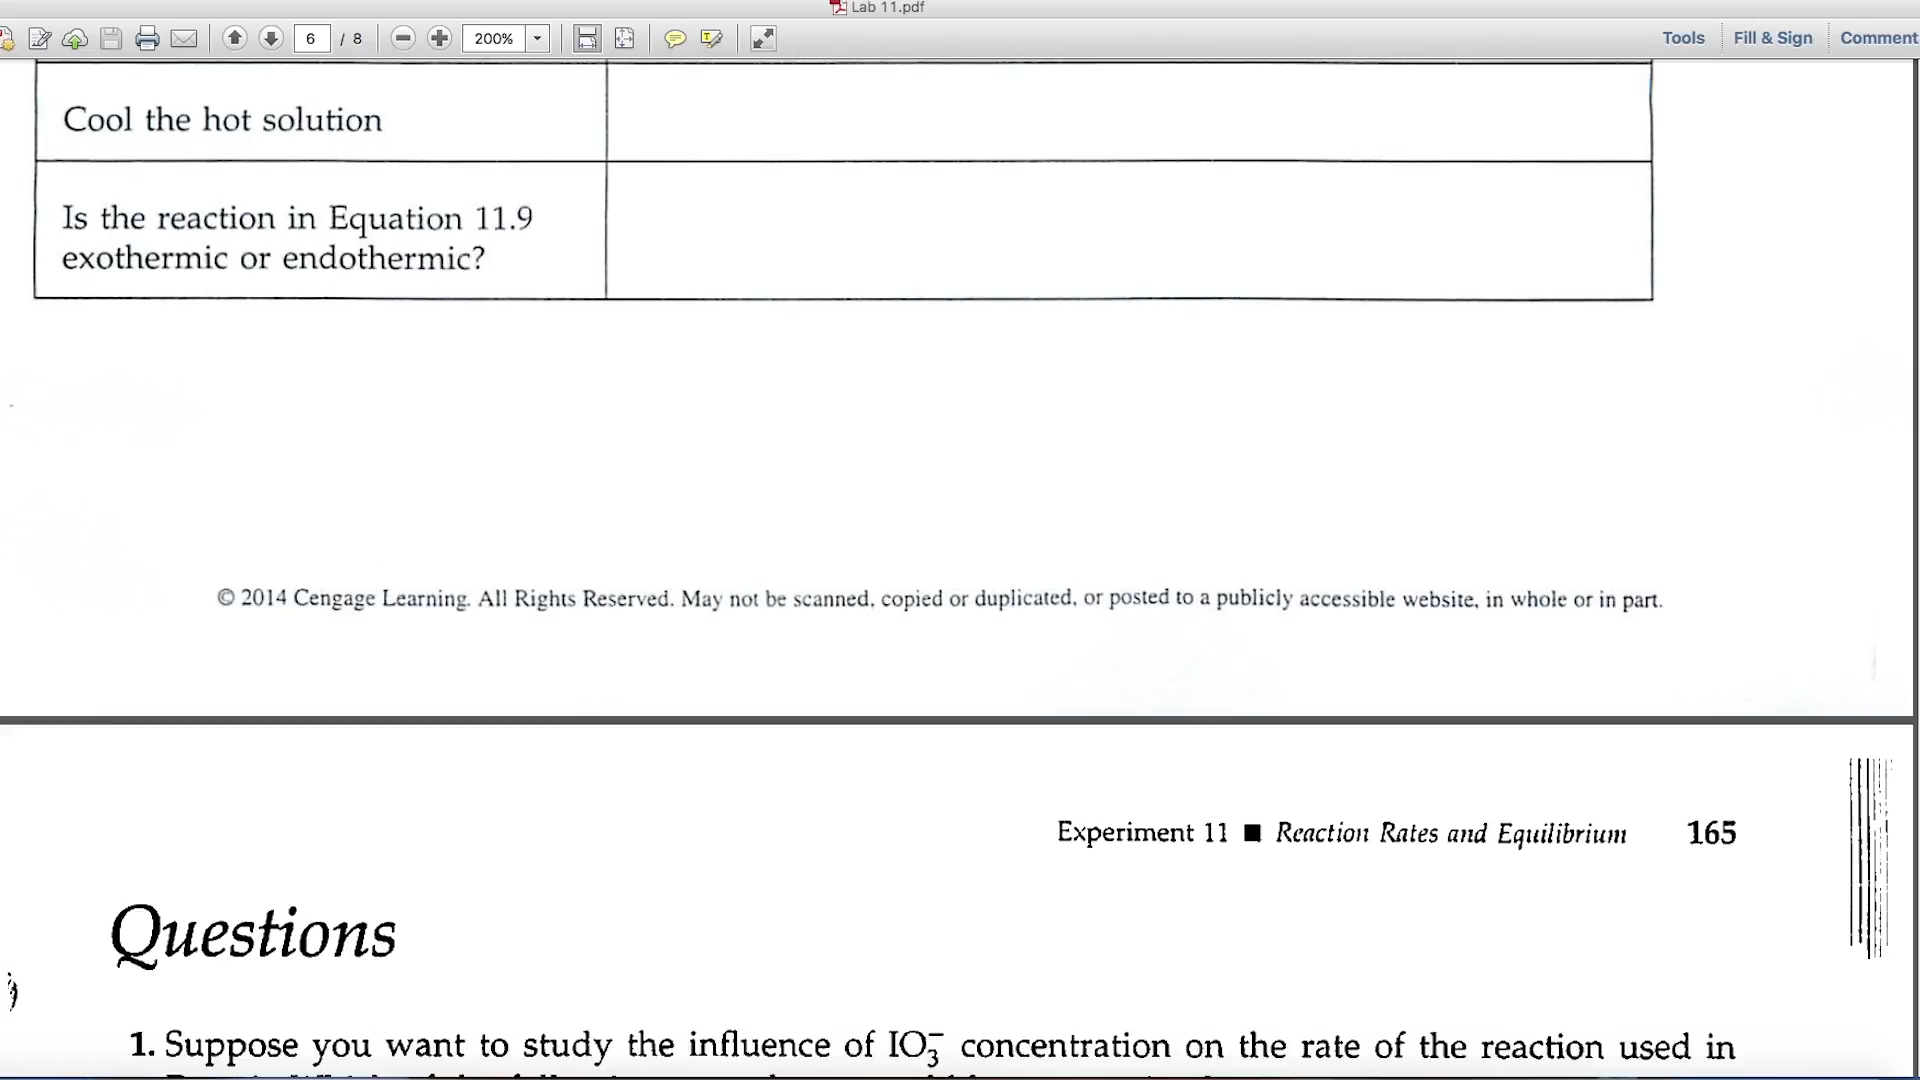 Lab 11.pdf
6 / 8 200% Tools Fill & Sign Comment
Cool the hot solution
Is the reaction in Equation 11.9
exothermic or endothermic?
© 2014 Cengage Learning. All Rights Reserved. May not be scanned, copied or duplicated, or posted to a publicly accessible website, in whole or in part.
Experiment 11 ■ Reaction Rates and Equilibrium 165
Questions
1. Suppose you want to study the influence of IO₃⁻ concentration on the rate of the reaction used in